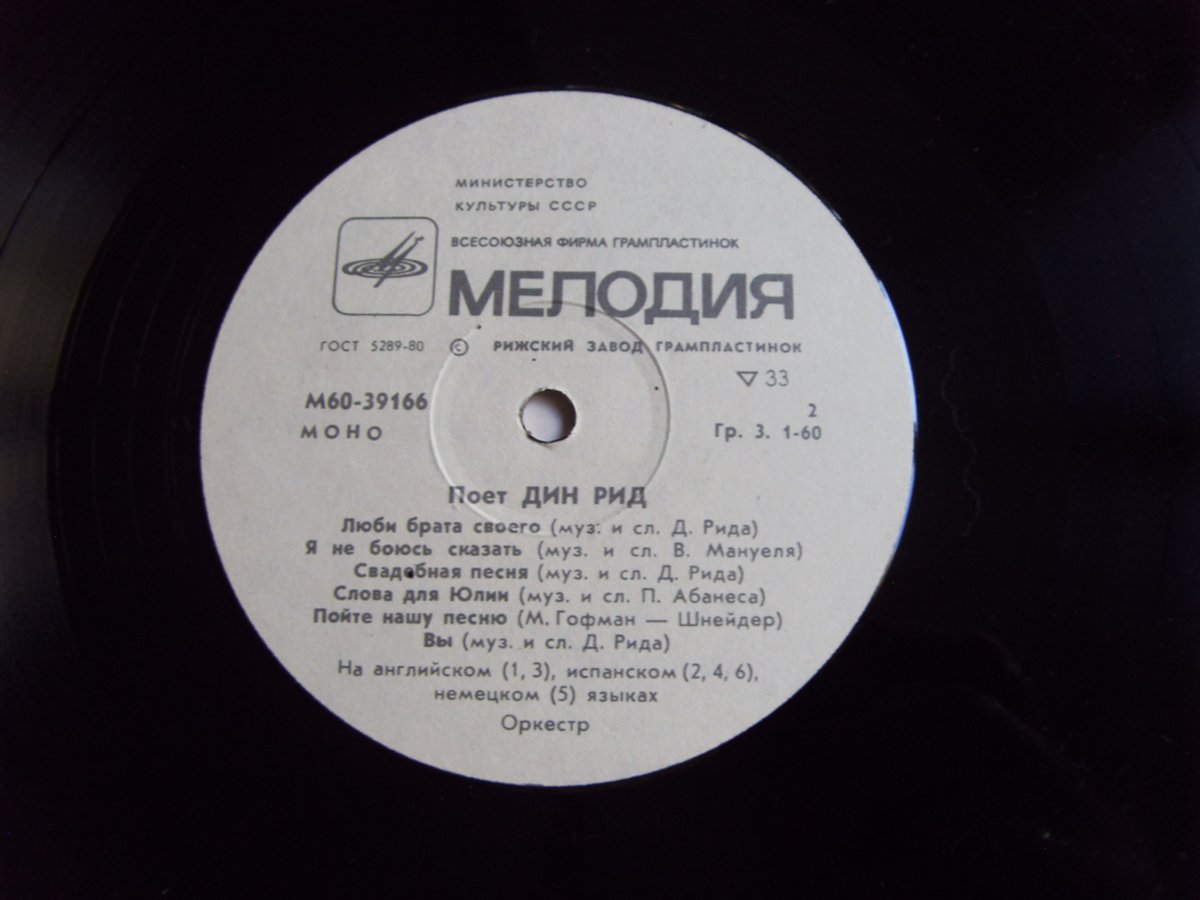 МИНИСТЕРСТВО
КУЛЬТУРЫ СССР
ВСЕСОЮЗНАЯ ФИРМА ГРАМПЛАСТИНОК
МЕЛОДИЯ
ГОСТ 5289-80 © РИЖСКИЙ ЗАВОД ГРАМПЛАСТИНОК
▽ 33
М60-39166
2
МОНО
Гр. 3. 1-60
Поет ДИН РИД
Люби брата своего (муз. и сл. Д. Рида)
Я не боюсь сказать (муз. и сл. В. Мануеля)
Свадебная песня (муз. и сл. Д. Рида)
Слова для Юлии (муз. и сл. П. Абанеса)
Пойте нашу песню (М. Гофман — Шнейдер)
Вы (муз. и сл. Д. Рида)
На английском (1, 3), испанском (2, 4, 6),
немецком (5) языках
Оркестр